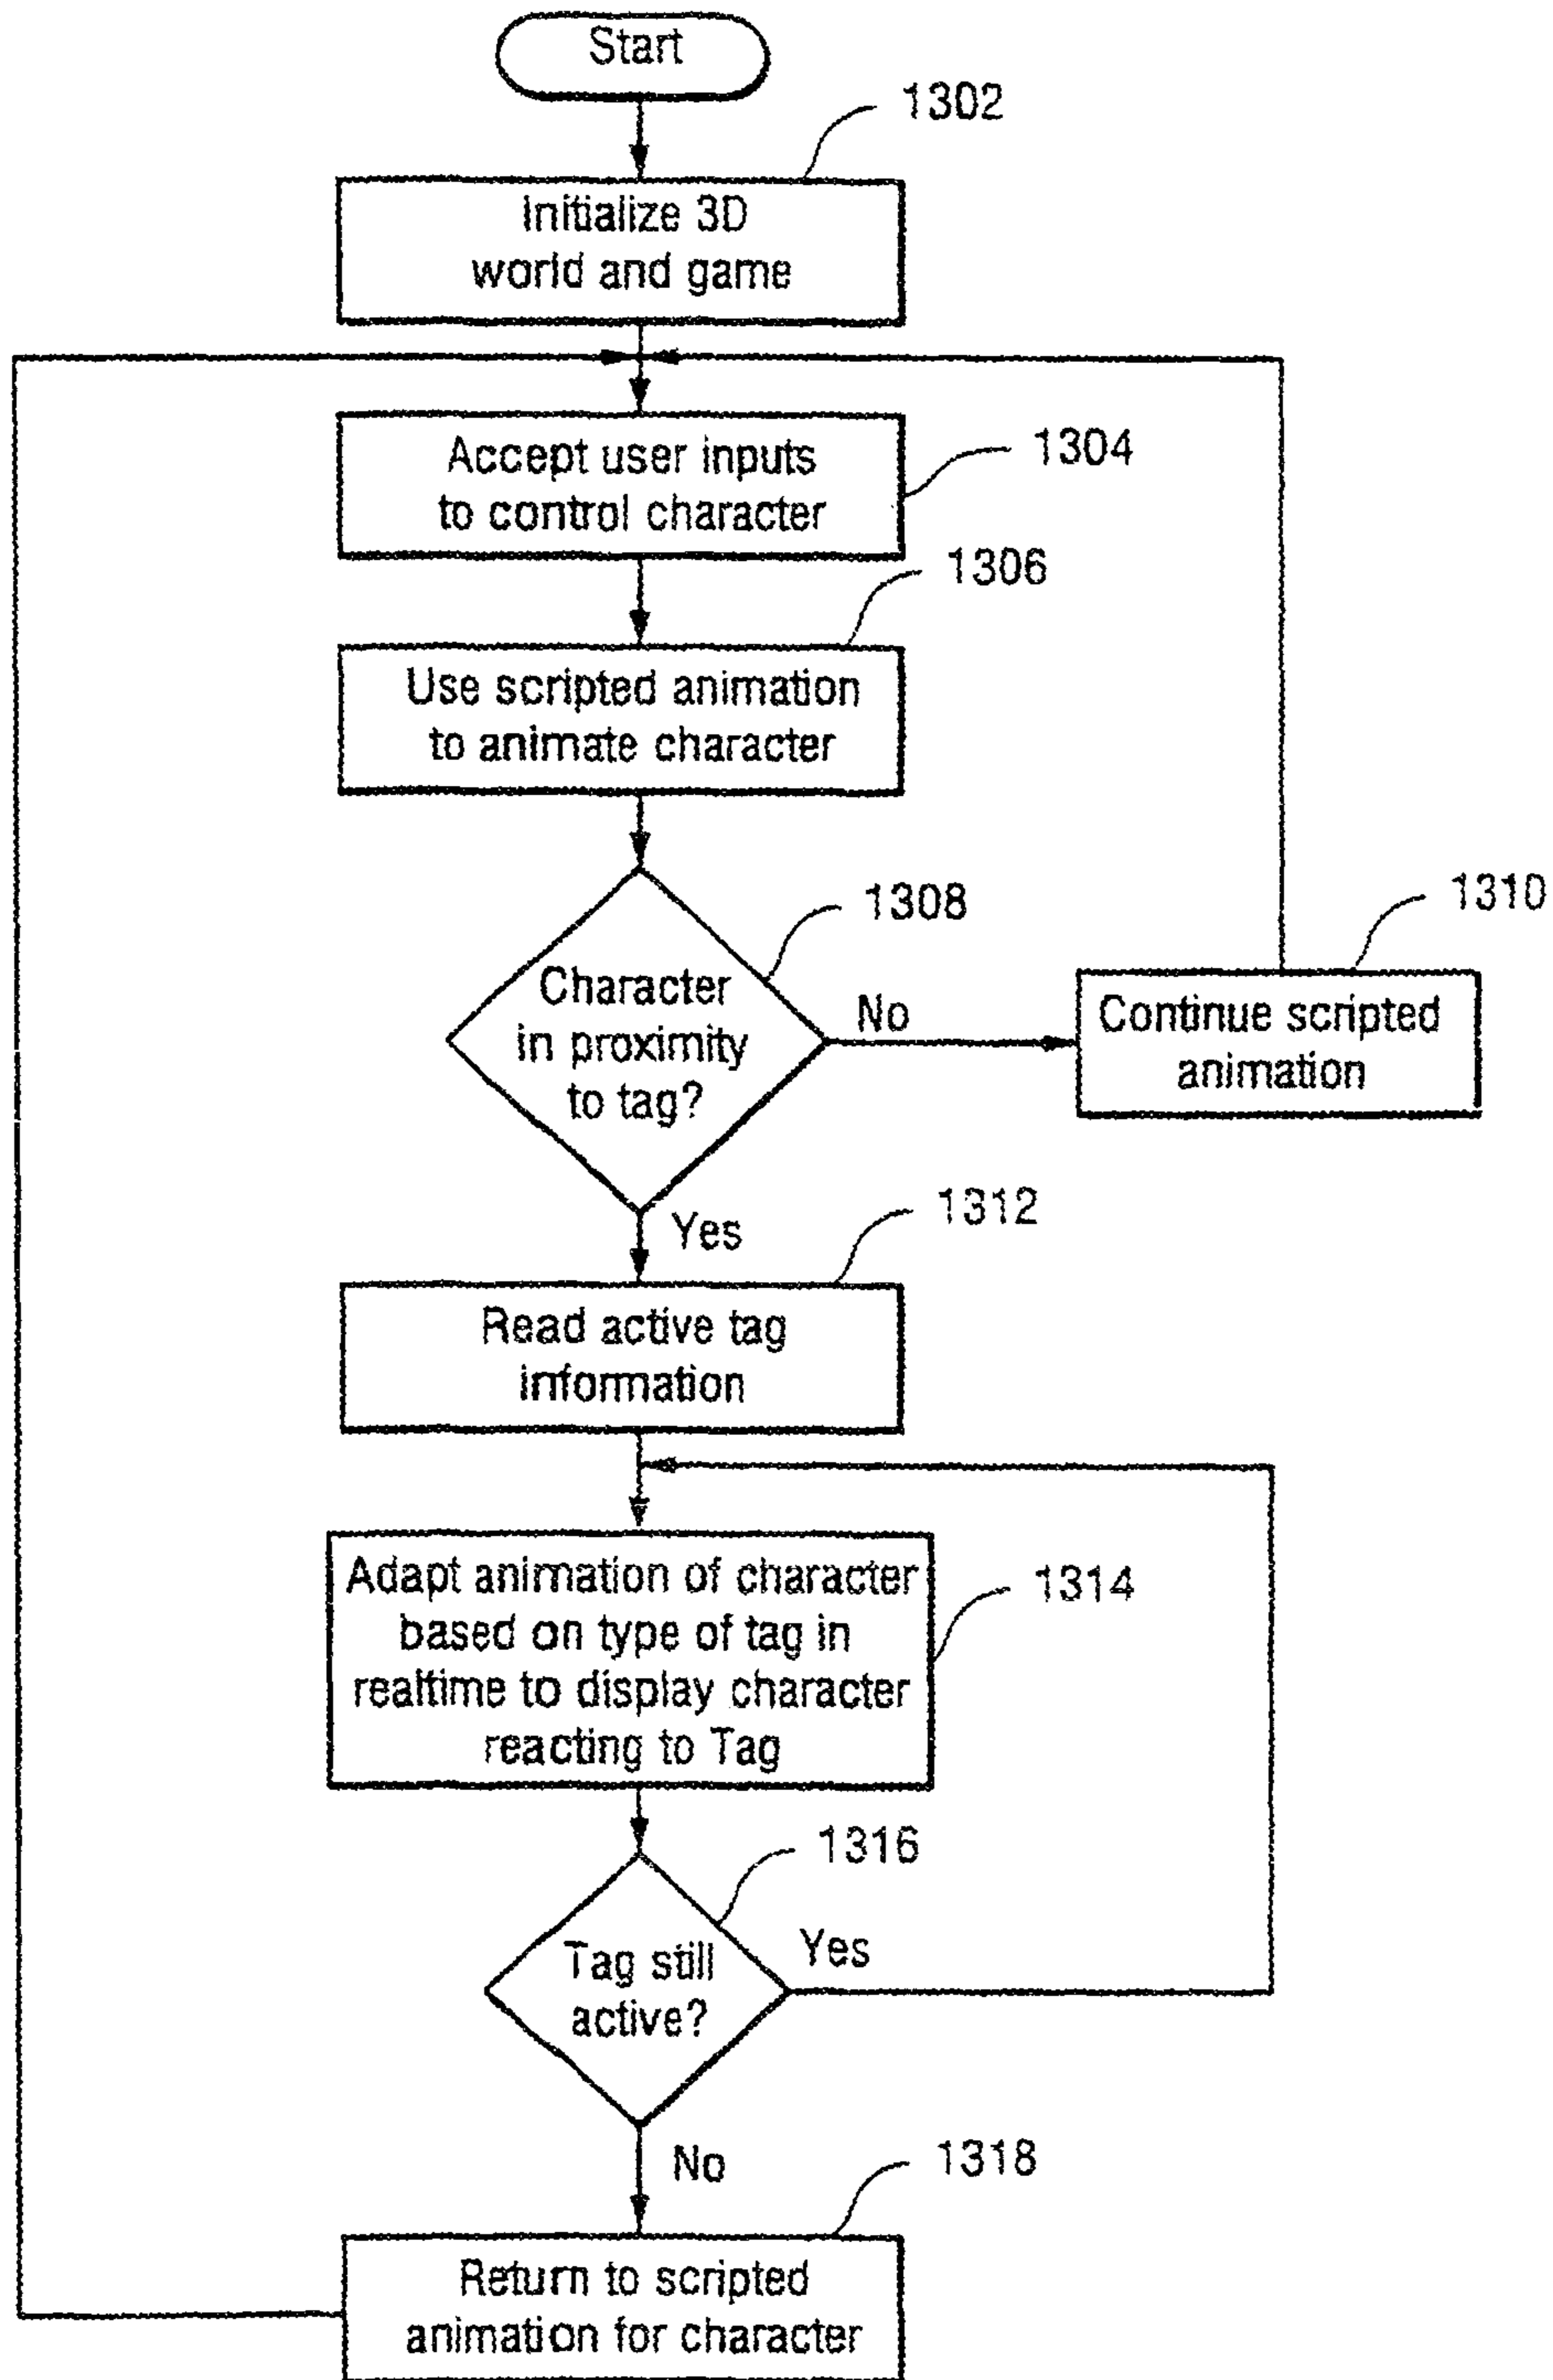 Start
1302
Initialize 3D
world and game
Accept user inputs
to control character
1304
1306
Use scripted animation
to animate character
1308
Character
in proximity
to tag?
No
1310
Continue scripted
animation
Yes
1312
Read active tag
information
Adapt animation of character
based on type of tag in
realtime to display character
reacting to Tag
1314
1316
Tag still
active?
Yes
No
1318
Return to scripted
animation for character